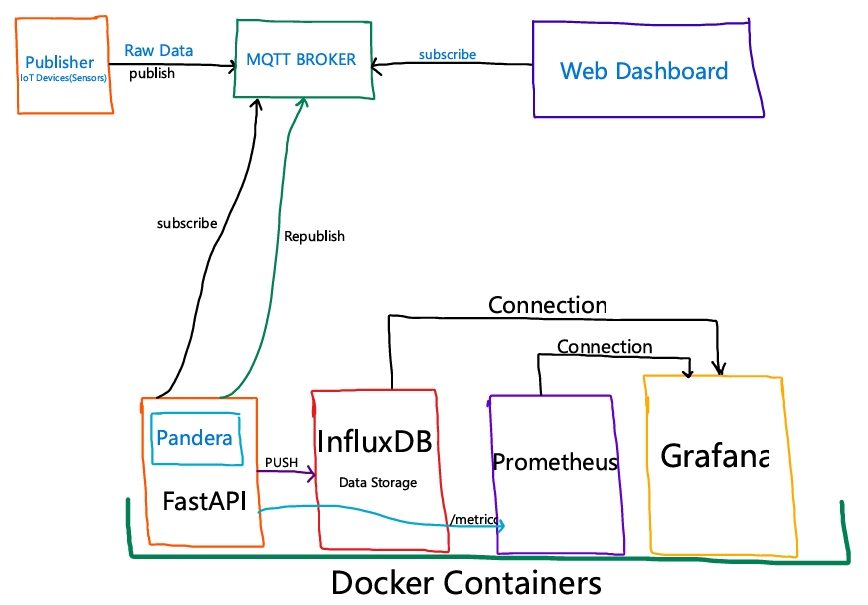 Publisher
IoT Devices(Sensors)
Raw Data
publish
MQTT BROKER
subscribe
Web Dashboard
subscribe
Republish
Connection
Connection
Pandera
FastAPI
PUSH
InfluxDB
Data Storage
/metricc
Prometheus
Grafana
Docker Containers